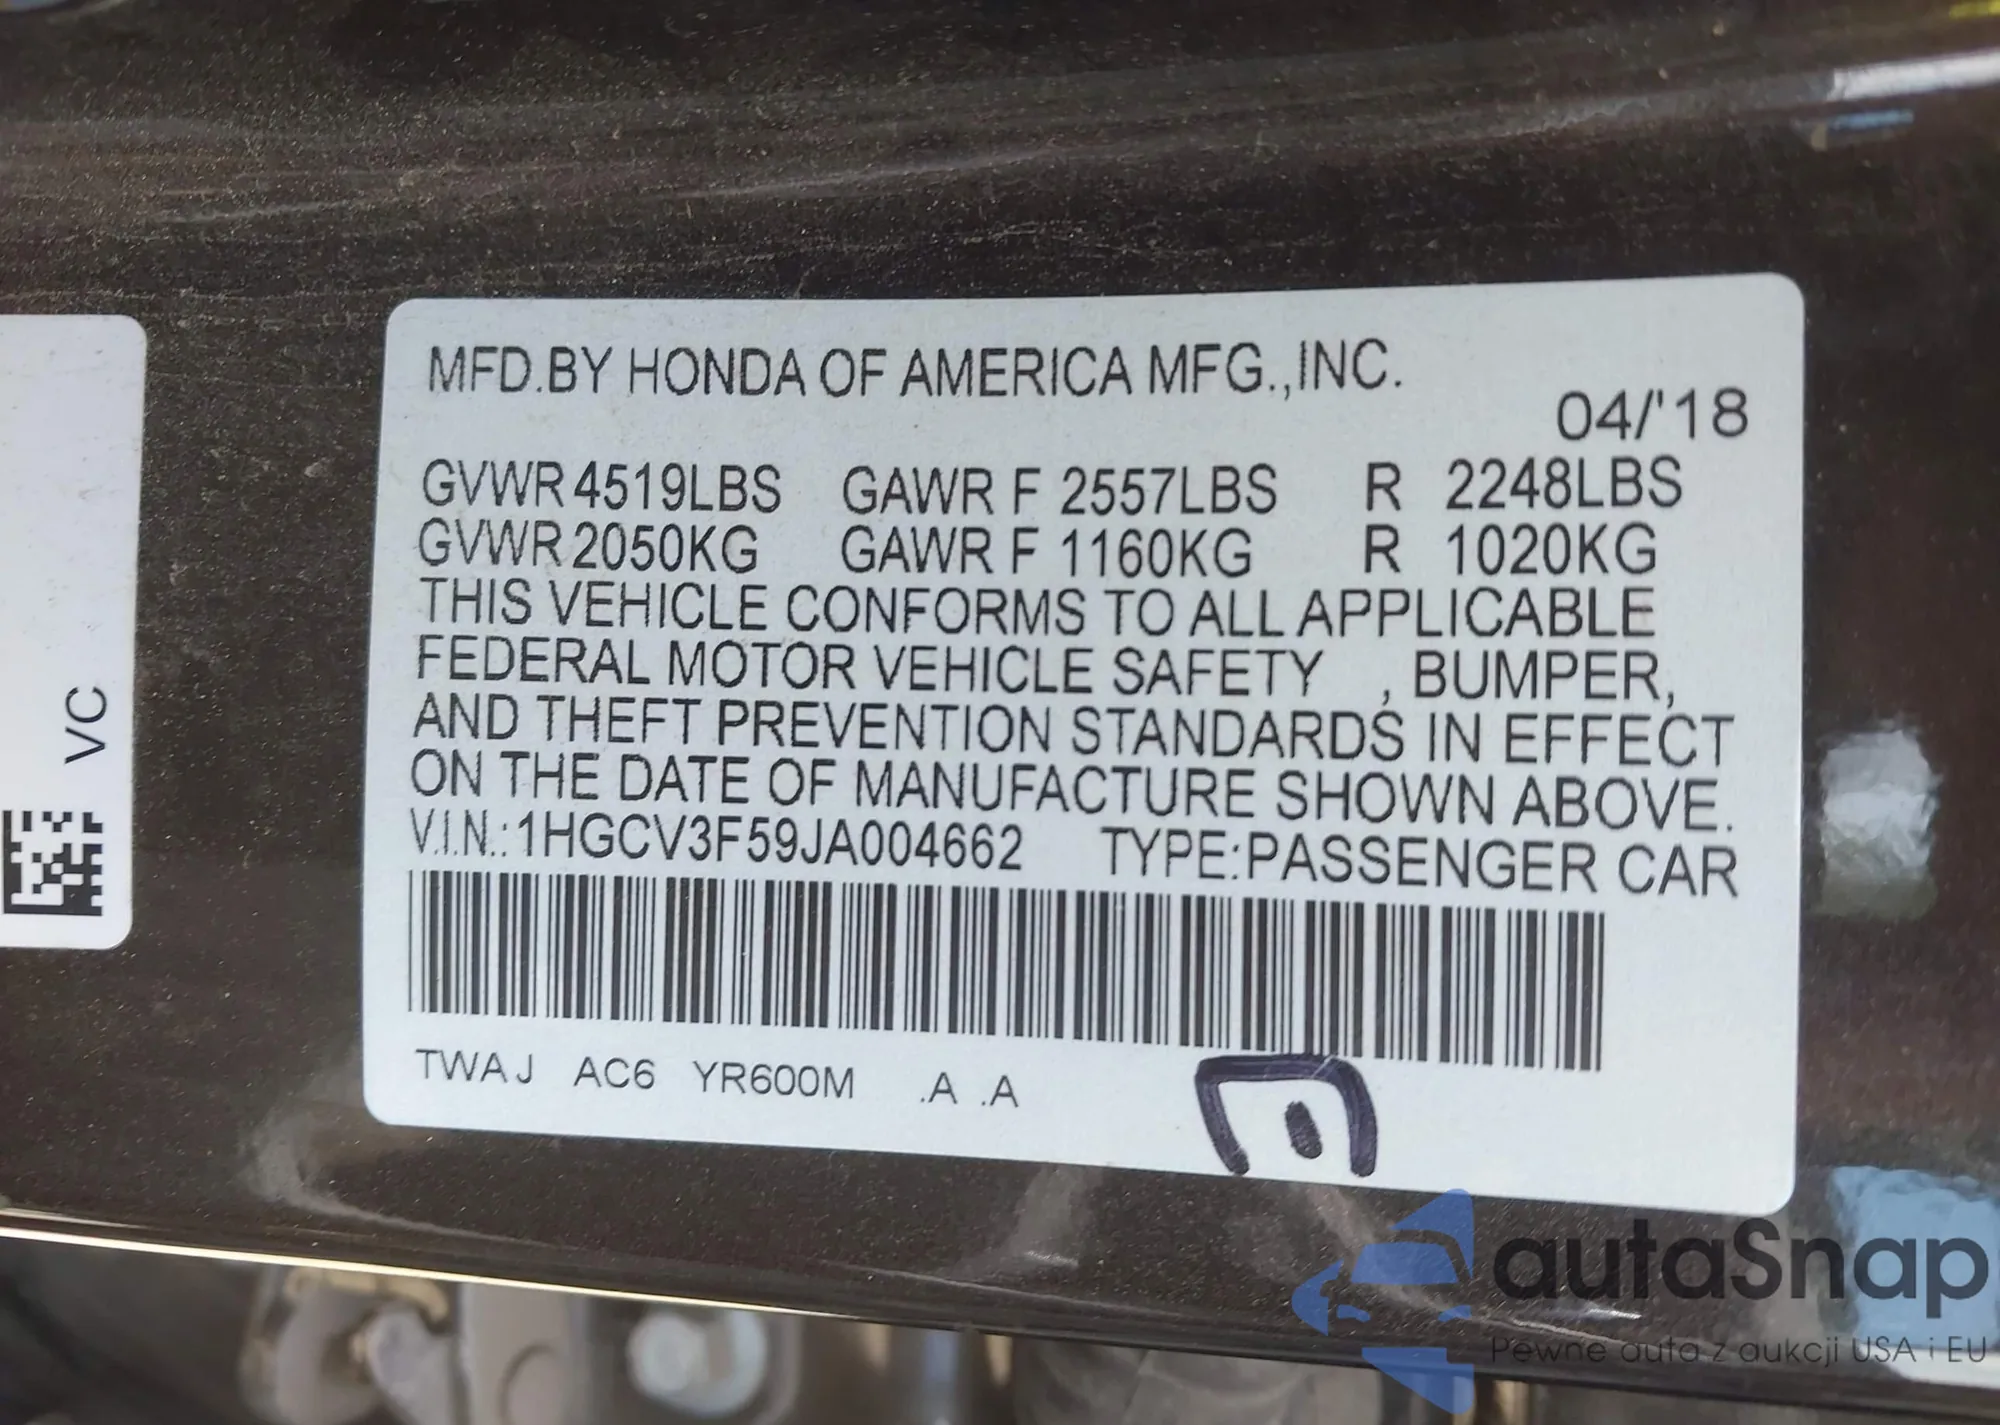 MFD.BY HONDA OF AMERICA MFG.,INC.
04/'18
GVWR 4519LBS GAWR F 2557LBS R 2248LBS
GVWR 2050KG GAWR F 1160KG R 1020KG
THIS VEHICLE CONFORMS TO ALL APPLICABLE
FEDERAL MOTOR VEHICLE SAFETY , BUMPER,
AND THEFT PREVENTION STANDARDS IN EFFECT
ON THE DATE OF MANUFACTURE SHOWN ABOVE.
V.I.N.: 1HGCV3F59JA004662 TYPE:PASSENGER CAR
TWAJ AC6 YR600M .A .A
VC
autaSnap
Pewne auta z aukcji USA i EU